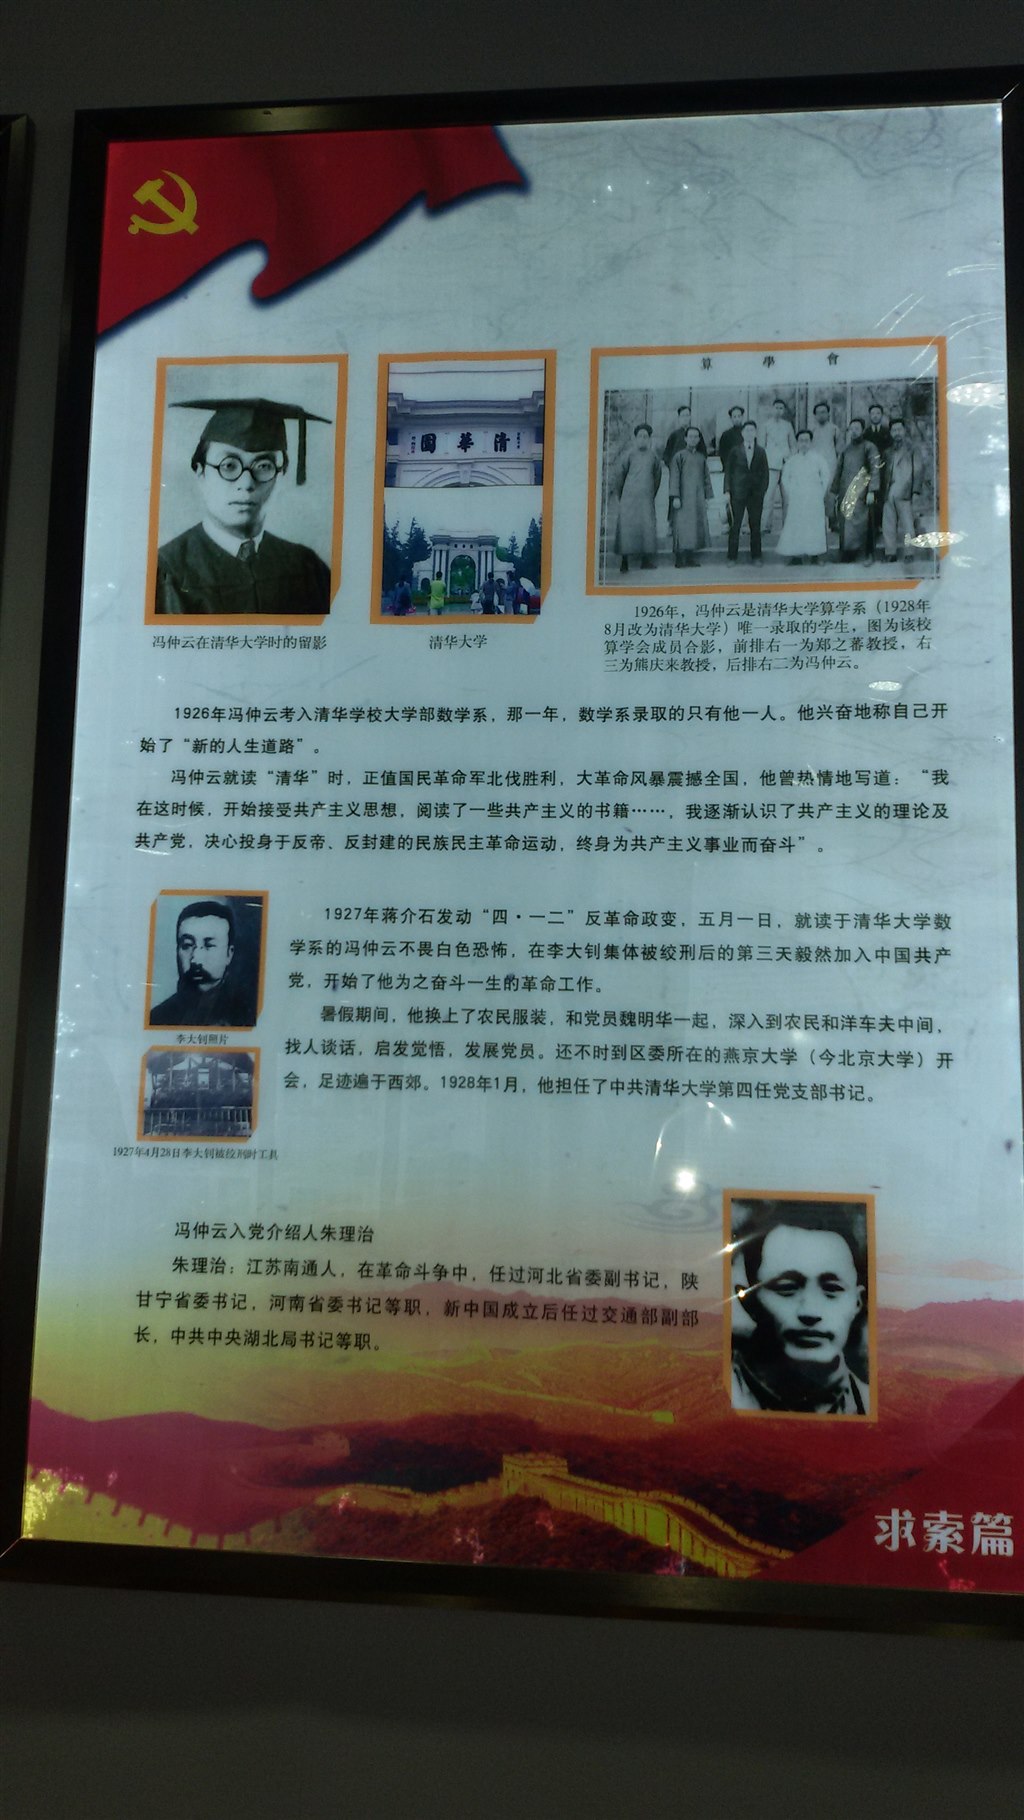 算學會
清華園
冯仲云在清华大学时的留影
清华大学
1926年，冯仲云是清华大学算学系（1928年
8月改为清华大学）唯一录取的学生，图为该校
算学会成员合影，前排右一为郑之蕃教授，右
三为熊庆来教授，后排右二为冯仲云。
1926年冯仲云考入清华学校大学部数学系，那一年，数学系录取的只有他一人。他兴奋地称自己开
始了“新的人生道路”。
冯仲云就读“清华”时，正值国民革命军北伐胜利，大革命风暴震撼全国，他曾热情地写道：“我
在这时候，开始接受共产主义思想，阅读了一些共产主义的书籍……，我逐渐认识了共产主义的理论及
共产党，决心投身于反帝、反封建的民族民主革命运动，终身为共产主义事业而奋斗”。
1927年蒋介石发动“四·一二”反革命政变，五月一日，就读于清华大学数
学系的冯仲云不畏白色恐怖，在李大钊集体被绞刑后的第三天毅然加入中国共产
党，开始了他为之奋斗一生的革命工作。
李大钊照片
暑假期间，他换上了农民服装，和党员魏明华一起，深入到农民和洋车夫中间，
找人谈话，启发觉悟，发展党员。还不时到区委所在的燕京大学（今北京大学）开
会，足迹遍于西郊。1928年1月，他担任了中共清华大学第四任党支部书记。
1927年4月28日李大钊被绞刑时工具
冯仲云入党介绍人朱理治
朱理治：江苏南通人，在革命斗争中，任过河北省委副书记，陕
甘宁省委书记，河南省委书记等职，新中国成立后任过交通部副部
长，中共中央湖北局书记等职。
求索篇